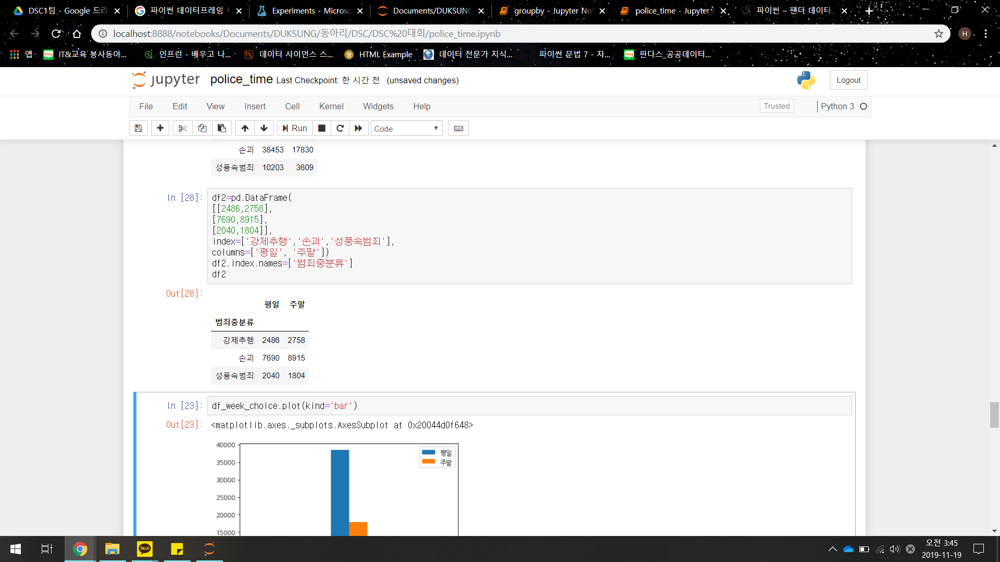 DSC1팀 - Google 드라
파이썬 데이터프레임
Experiments - Microso
Documents/DUKSUNG
groupby - Jupyter Not
police_time - Jupyter
파이썬 – 팬더 데이터
localhost:8888/notebooks/Documents/DUKSUNG/동아리/DSC/DSC%20대회/police_time.ipynb
H
앱
blog
IT&교육 봉사동아...
인프런 - 배우고 나...
데이터 사이언스 스...
HTML Example
데이터 전문가 지식...
파이썬 문법 7 - 자...
blog
판다스_공공데이터...
jupyter police_time Last Checkpoint: 한 시간 전 (unsaved changes)
Logout
File Edit View Insert Cell Kernel Widgets Help
Trusted
Python 3
Run
Code
손괴 38453 17830
성풍속범죄 10203 3609
In [28]:
df2=pd.DataFrame(
[[2486,2758],
[7690,8915],
[2040,1804]],
index=['강제추행','손괴','성풍속범죄'],
columns=['평일', '주말'])
df2.index.names=['범죄중분류']
df2
Out[28]:
평일 주말
범죄중분류
강제추행 2486 2758
손괴 7690 8915
성풍속범죄 2040 1804
In [23]:
df_week_choice.plot(kind='bar')
Out[23]:
<matplotlib.axes._subplots.AxesSubplot at 0x20044d0f648>
40000
평일
주말
35000
30000
25000
20000
15000
TALK
오전 3:45
2019-11-19